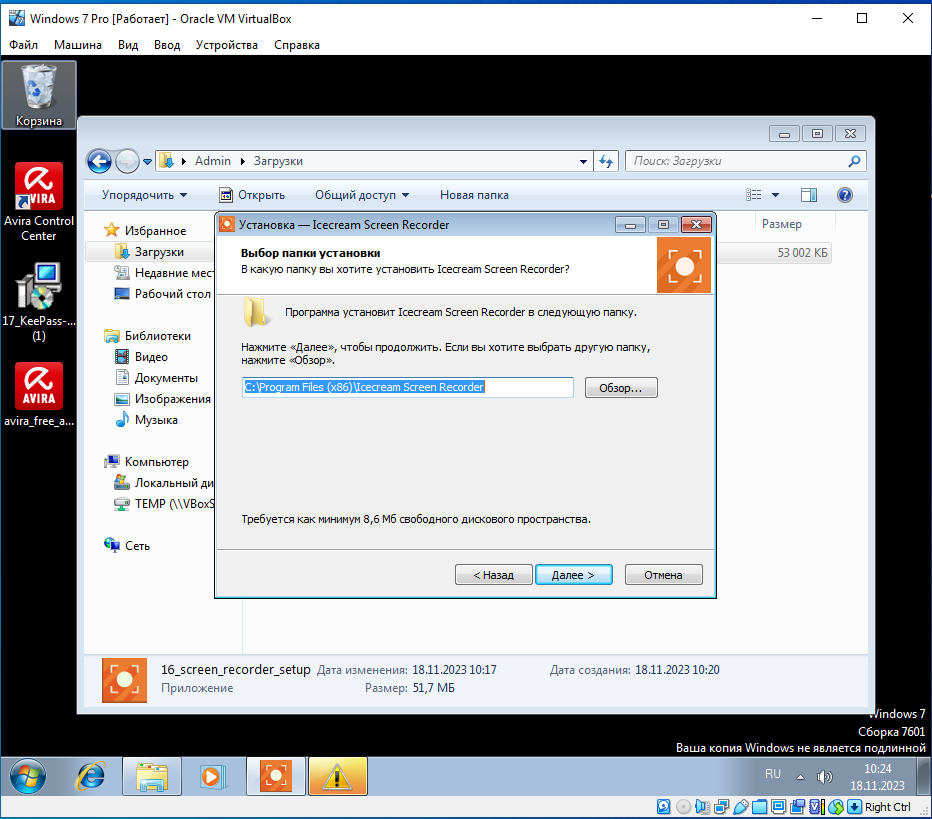 Windows 7 Pro [Работает] - Oracle VM VirtualBox
Файл Машина Вид Ввод Устройства Справка
Корзина
AVIRA
Avira Control
Center
17_KeePass-...
(1)
AVIRA
avira_free_a...
Admin Загрузки
Поиск: Загрузки
Упорядочить Открыть Общий доступ Новая папка
Избранное
Загрузки
Недавние мест
Рабочий стол
Библиотеки
Видео
Документы
Изображения
Музыка
Компьютер
Локальный ди
TEMP (\\VBoxS
Сеть
Размер
53 002 КБ
Установка — Icecream Screen Recorder
Выбор папки установки
В какую папку вы хотите установить Icecream Screen Recorder?
Программа установит Icecream Screen Recorder в следующую папку.
Нажмите «Далее», чтобы продолжить. Если вы хотите выбрать другую папку,
нажмите «Обзор».
C:\Program Files (x86)\Icecream Screen Recorder
Обзор...
Требуется как минимум 8,6 Мб свободного дискового пространства.
< Назад Далее > Отмена
16_screen_recorder_setup Дата изменения: 18.11.2023 10:17 Дата создания: 18.11.2023 10:20
Приложение Размер: 51,7 МБ
Windows 7
Сборка 7601
Ваша копия Windows не является подлинной
RU
10:24
18.11.2023
Right Ctrl